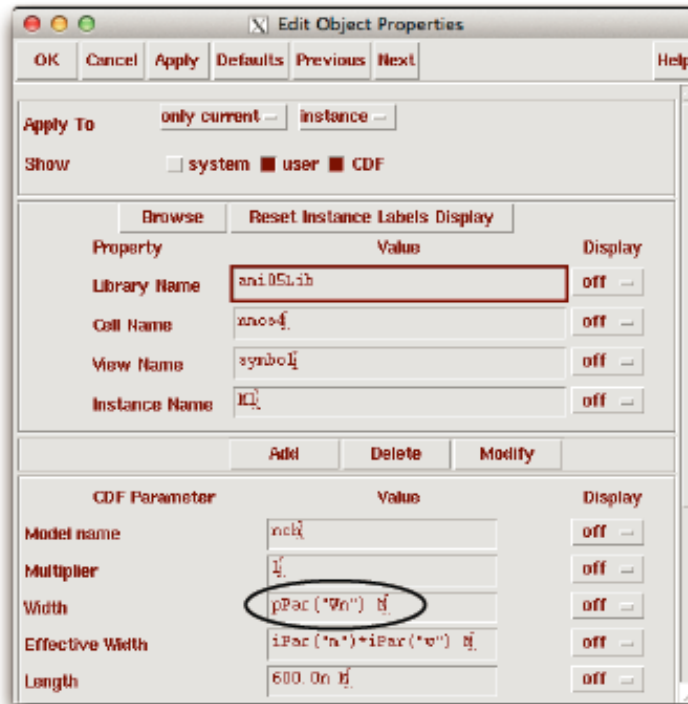 X Edit Object Properties
OK Cancel Apply Defaults Previous Next Help
Apply To only current instance
Show system user CDF
Browse Reset Instance Labels Display
Property Value Display
Library Name ami05Lib off
Cell Name nmos4 off
View Name symbol off
Instance Name off
Add Delete Modify
CDF Parameter Value Display
Model name nch off
Multiplier 1 off
Width pPar("Wn") M off
Effective Width iPar("m")*iPar("w") M off
Length 600.0n M off